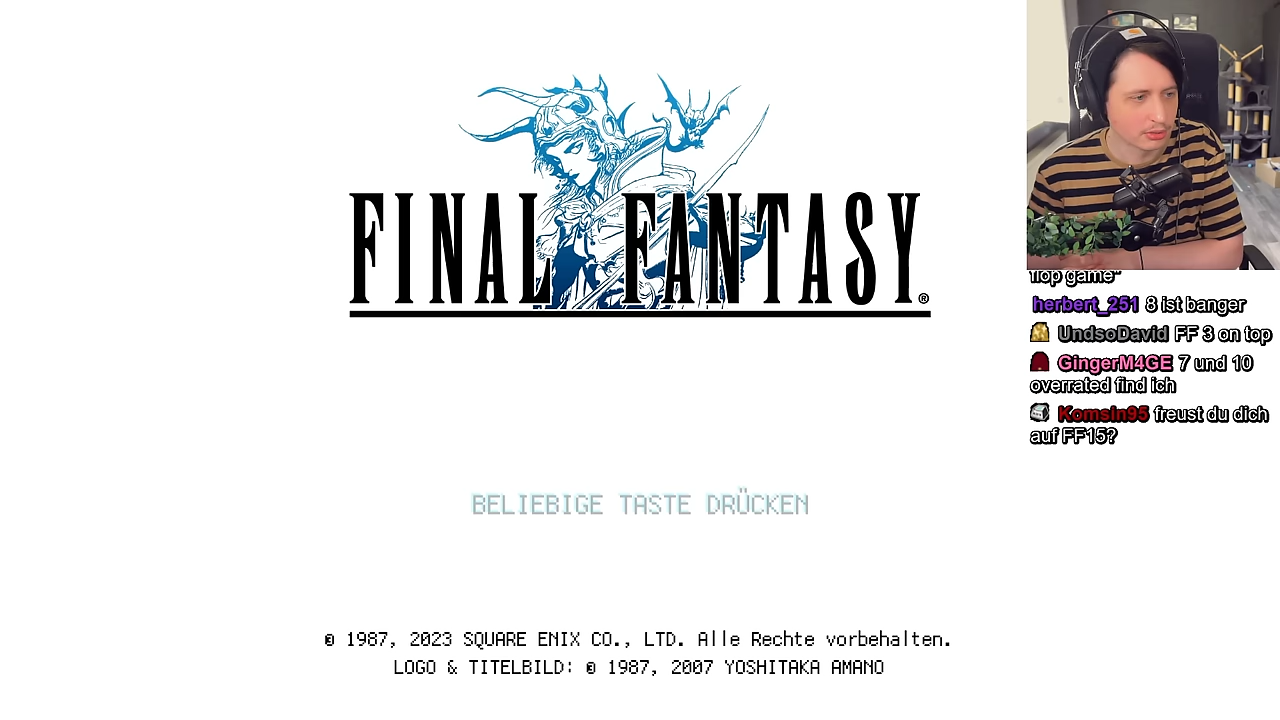 FINAL FANTASY®
BELIEBIGE TASTE DRÜCKEN
© 1987, 2023 SQUARE ENIX CO., LTD. Alle Rechte vorbehalten.
LOGO & TITELBILD: © 1987, 2007 YOSHITAKA AMANO
flop game"
herbert_251 8 ist banger
UndsoDavid FF 3 on top
GingerM4GE 7 und 10
overrated find ich
Komsin95 freust du dich
auf FF15?